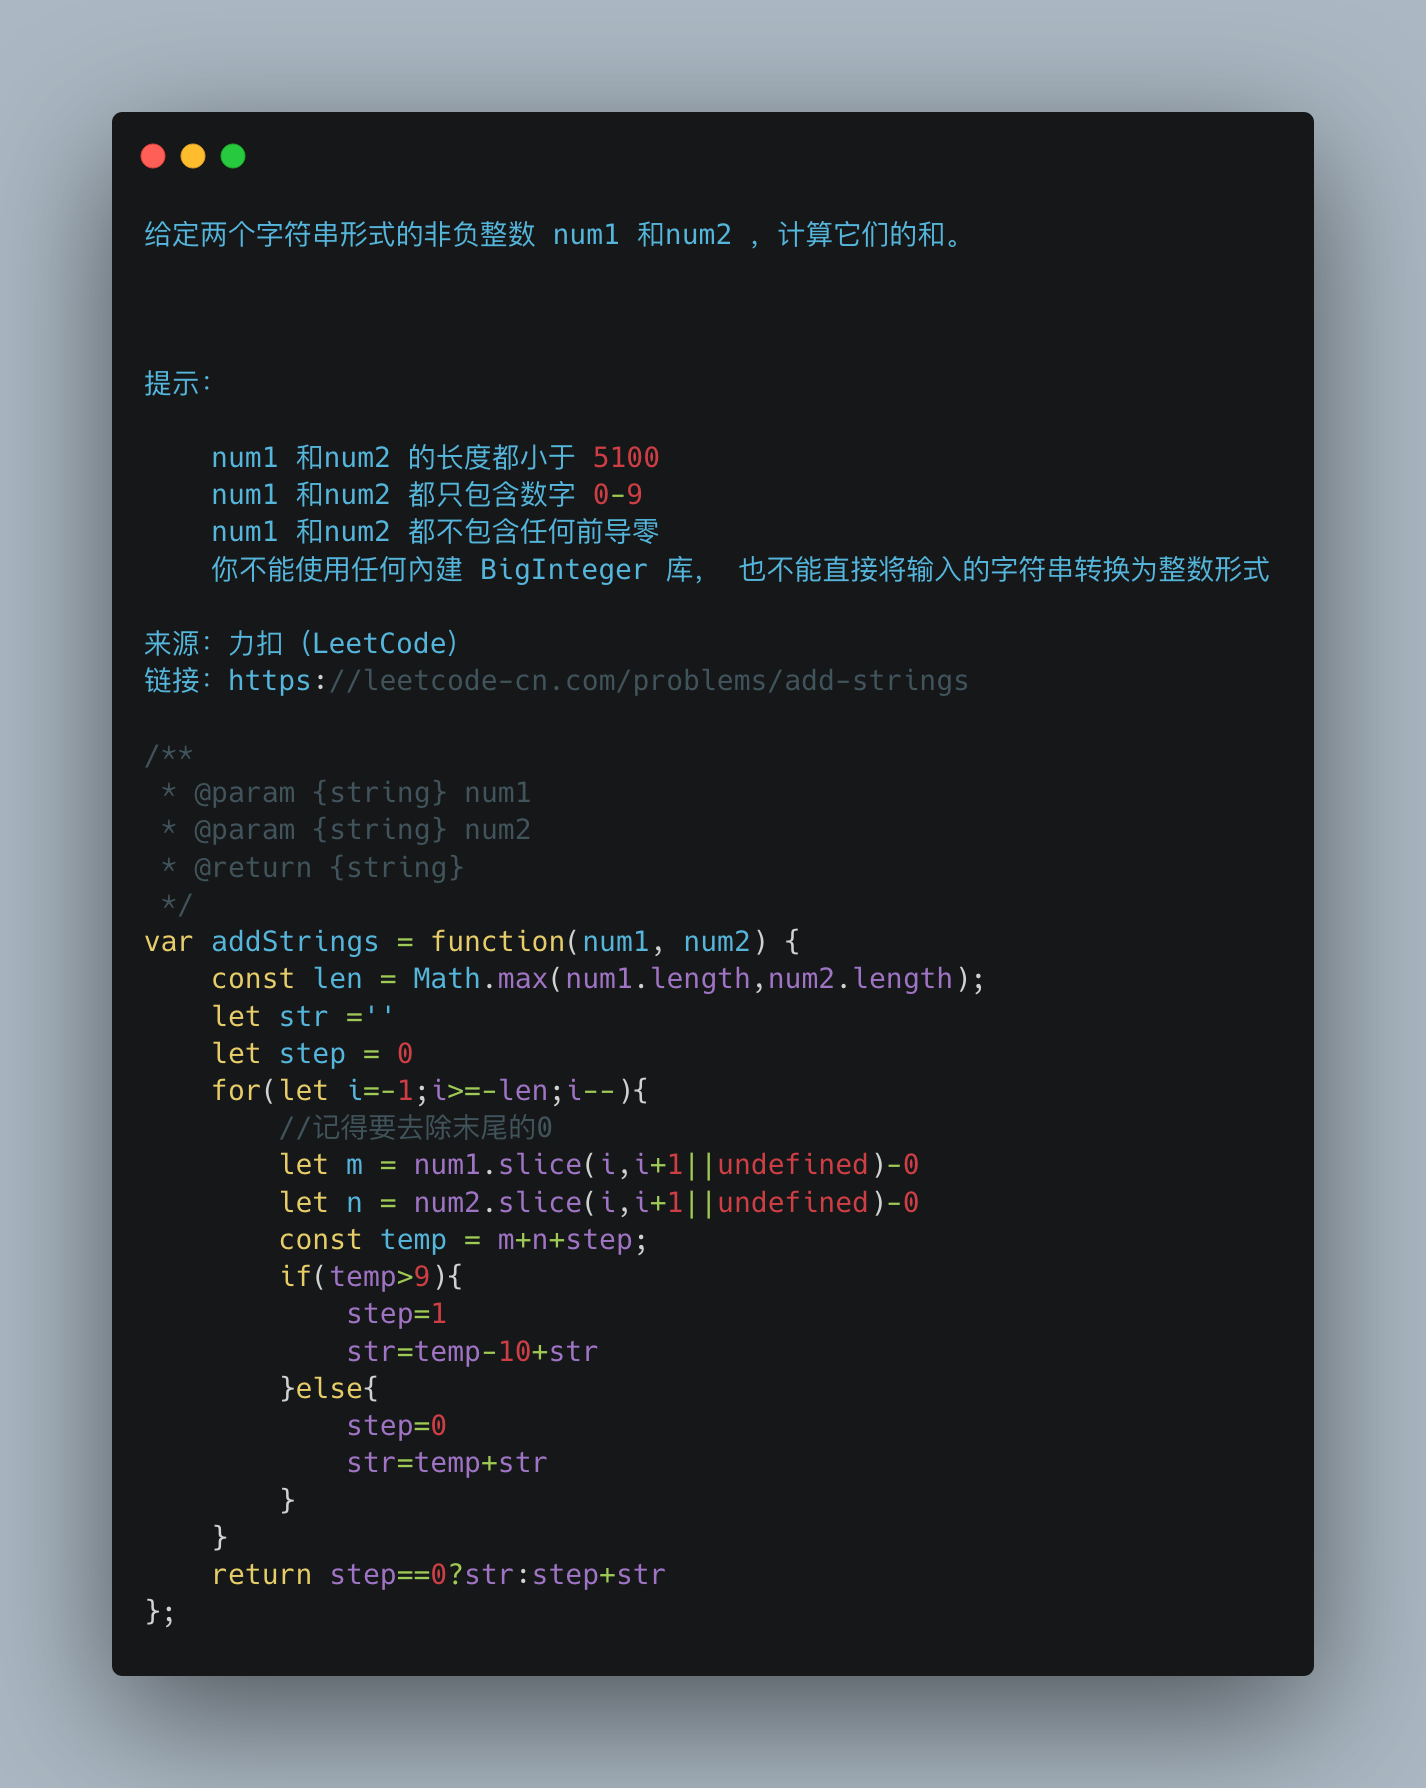 给定两个字符串形式的非负整数 num1 和num2 ，计算它们的和。
提示：
    num1 和num2 的长度都小于 5100
    num1 和num2 都只包含数字 0-9
    num1 和num2 都不包含任何前导零
    你不能使用任何內建 BigInteger 库， 也不能直接将输入的字符串转换为整数形式
来源：力扣（LeetCode）
链接：https://leetcode-cn.com/problems/add-strings
/**
 * @param {string} num1
 * @param {string} num2
 * @return {string}
 */
var addStrings = function(num1, num2) {
    const len = Math.max(num1.length,num2.length);
    let str =''
    let step = 0
    for(let i=-1;i>=-len;i--){
        //记得要去除末尾的0
        let m = num1.slice(i,i+1||undefined)-0
        let n = num2.slice(i,i+1||undefined)-0
        const temp = m+n+step;
        if(temp>9){
            step=1
            str=temp-10+str
        }else{
            step=0
            str=temp+str
        }
    }
    return step==0?str:step+str
};